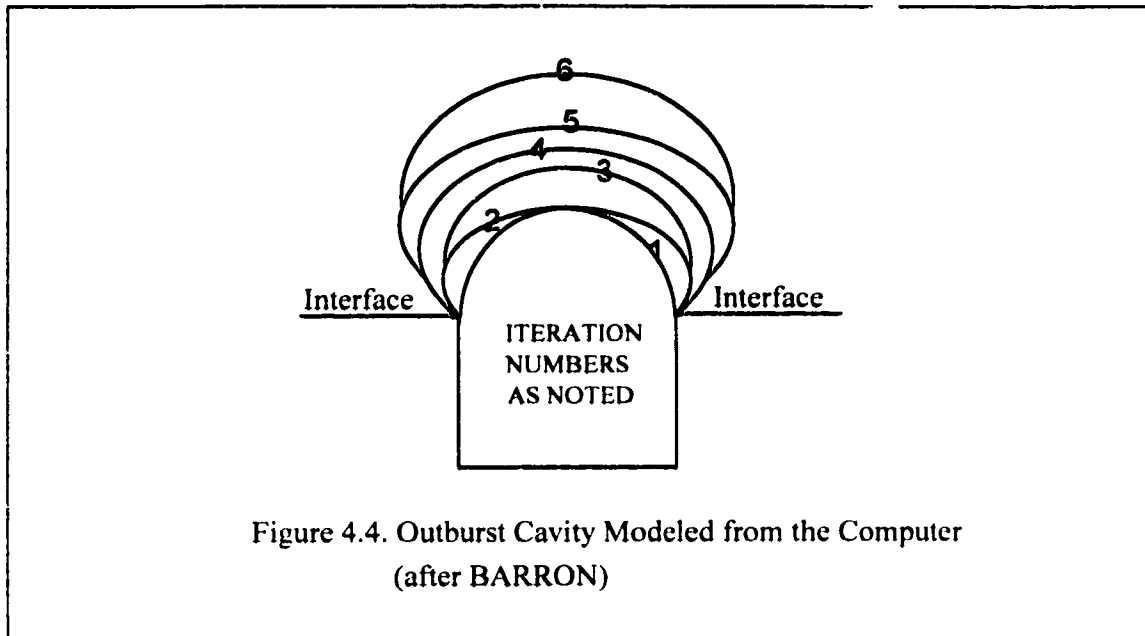 6
5
4
3
2
1
Interface
Interface
ITERATION
NUMBERS
AS NOTED
Figure 4.4. Outburst Cavity Modeled from the Computer
(after BARRON)